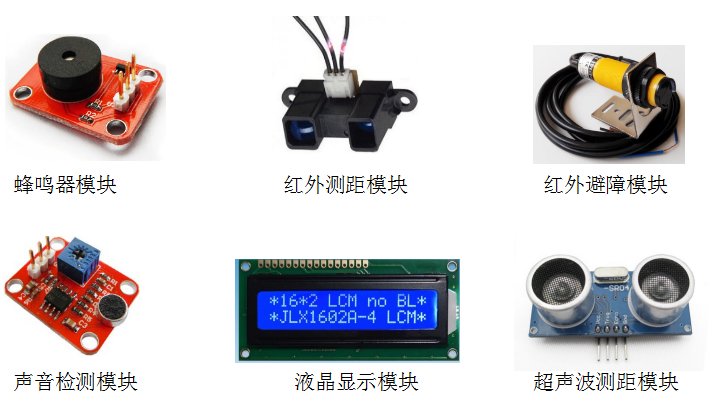 蜂鸣器模块
红外测距模块
红外避障模块
*16*2 LCM no BL*
*JLX1602A-4 LCM*
-SR04
声音检测模块
液晶显示模块
超声波测距模块